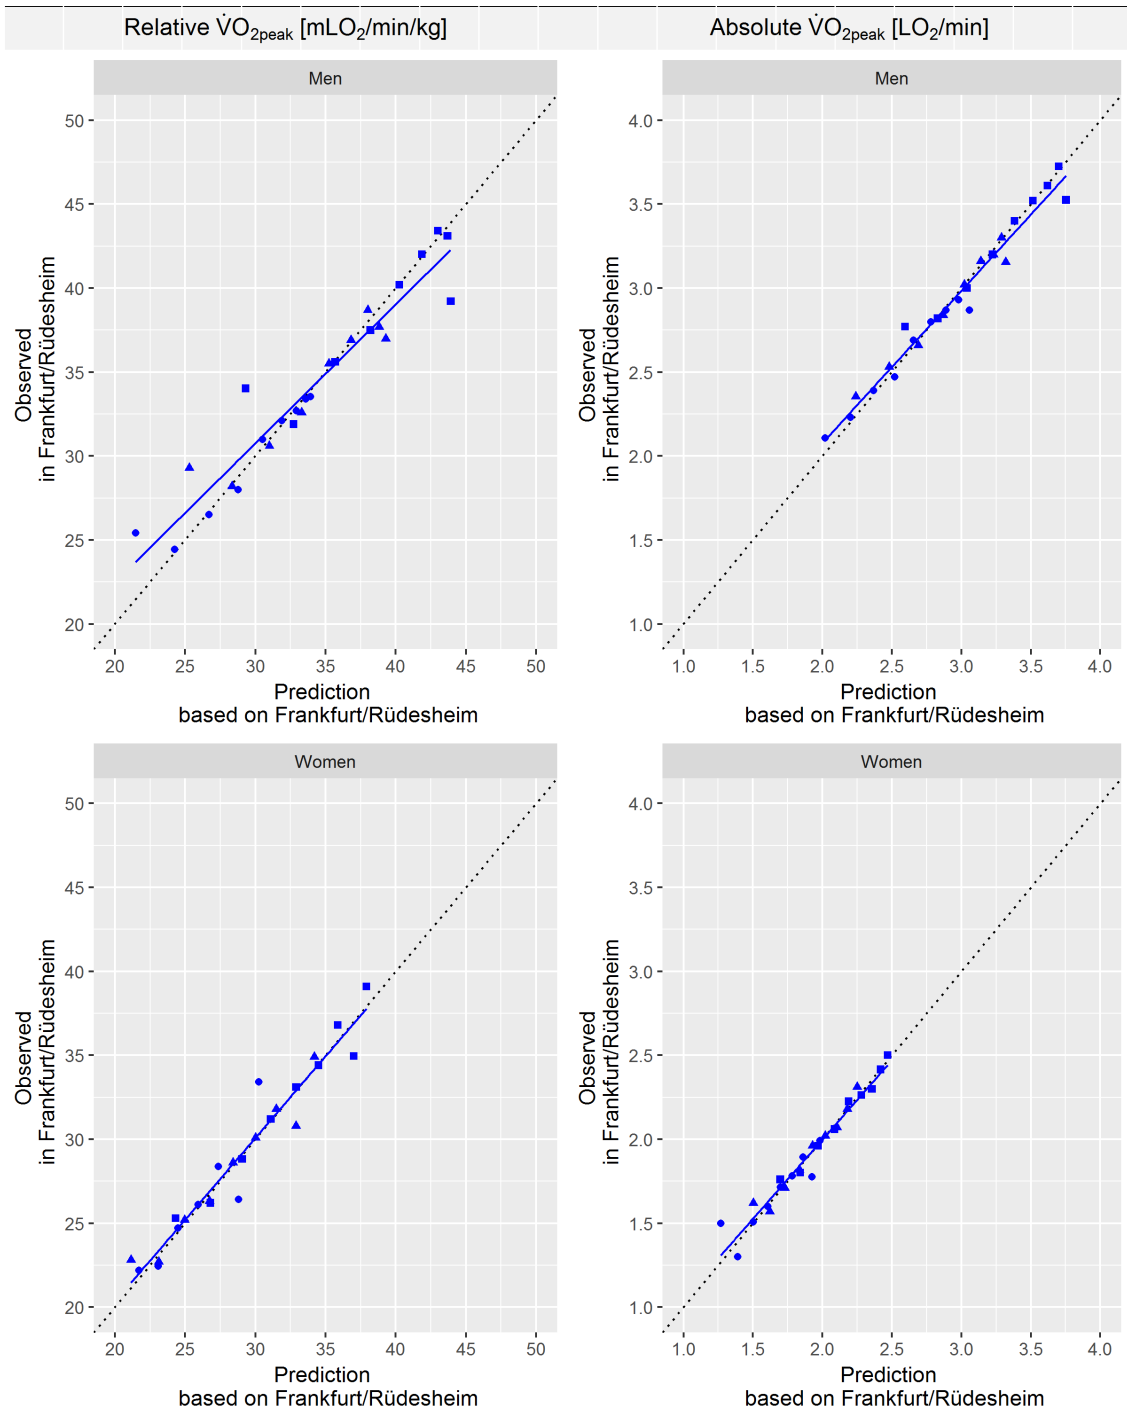 Relative V̇O2peak [mLO2/min/kg]
Absolute V̇O2peak [LO2/min]
Men
50
45
40
35
30
25
20
Observed
in Frankfurt/Rüdesheim
20 25 30 35 40 45 50
Prediction
based on Frankfurt/Rüdesheim
Men
4.0
3.5
3.0
2.5
2.0
1.5
1.0
Observed
in Frankfurt/Rüdesheim
1.0 1.5 2.0 2.5 3.0 3.5 4.0
Prediction
based on Frankfurt/Rüdesheim
Women
50
45
40
35
30
25
20
Observed
in Frankfurt/Rüdesheim
20 25 30 35 40 45 50
Prediction
based on Frankfurt/Rüdesheim
Women
4.0
3.5
3.0
2.5
2.0
1.5
1.0
Observed
in Frankfurt/Rüdesheim
1.0 1.5 2.0 2.5 3.0 3.5 4.0
Prediction
based on Frankfurt/Rüdesheim